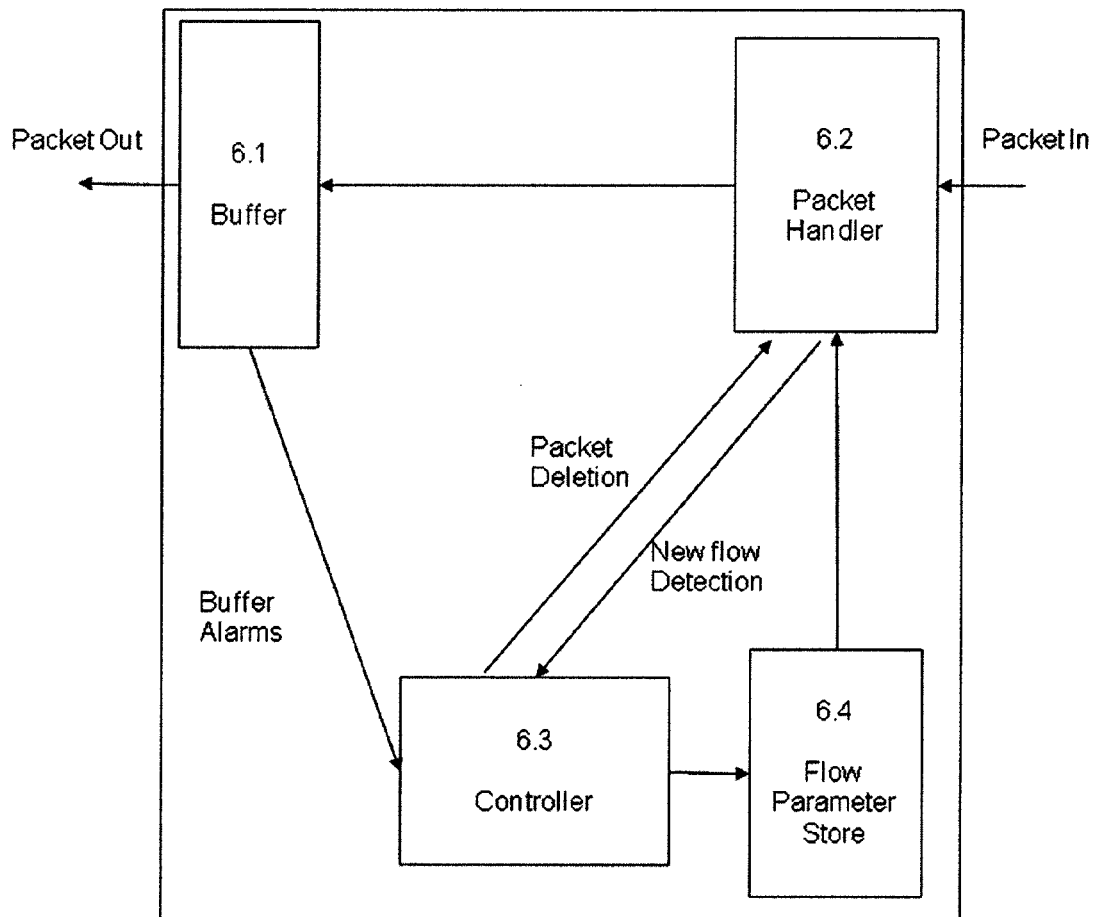 Packet Out
6.1
Buffer
6.2
Packet
Handler
Packet In
Packet
Deletion
New flow
Detection
Buffer
Alarms
6.3
Controller
6.4
Flow
Parameter
Store